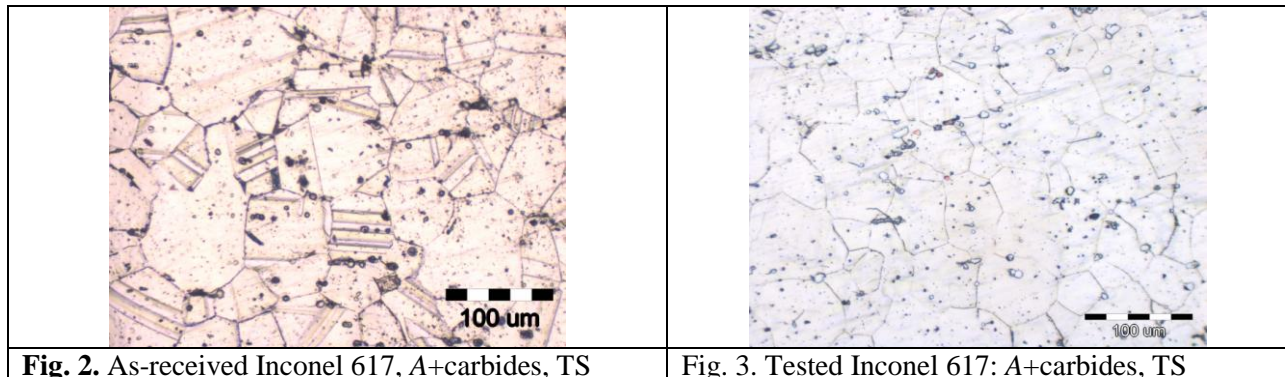 100 um
100 um
Fig. 2. As-received Inconel 617, A+carbides, TS
Fig. 3. Tested Inconel 617: A+carbides, TS